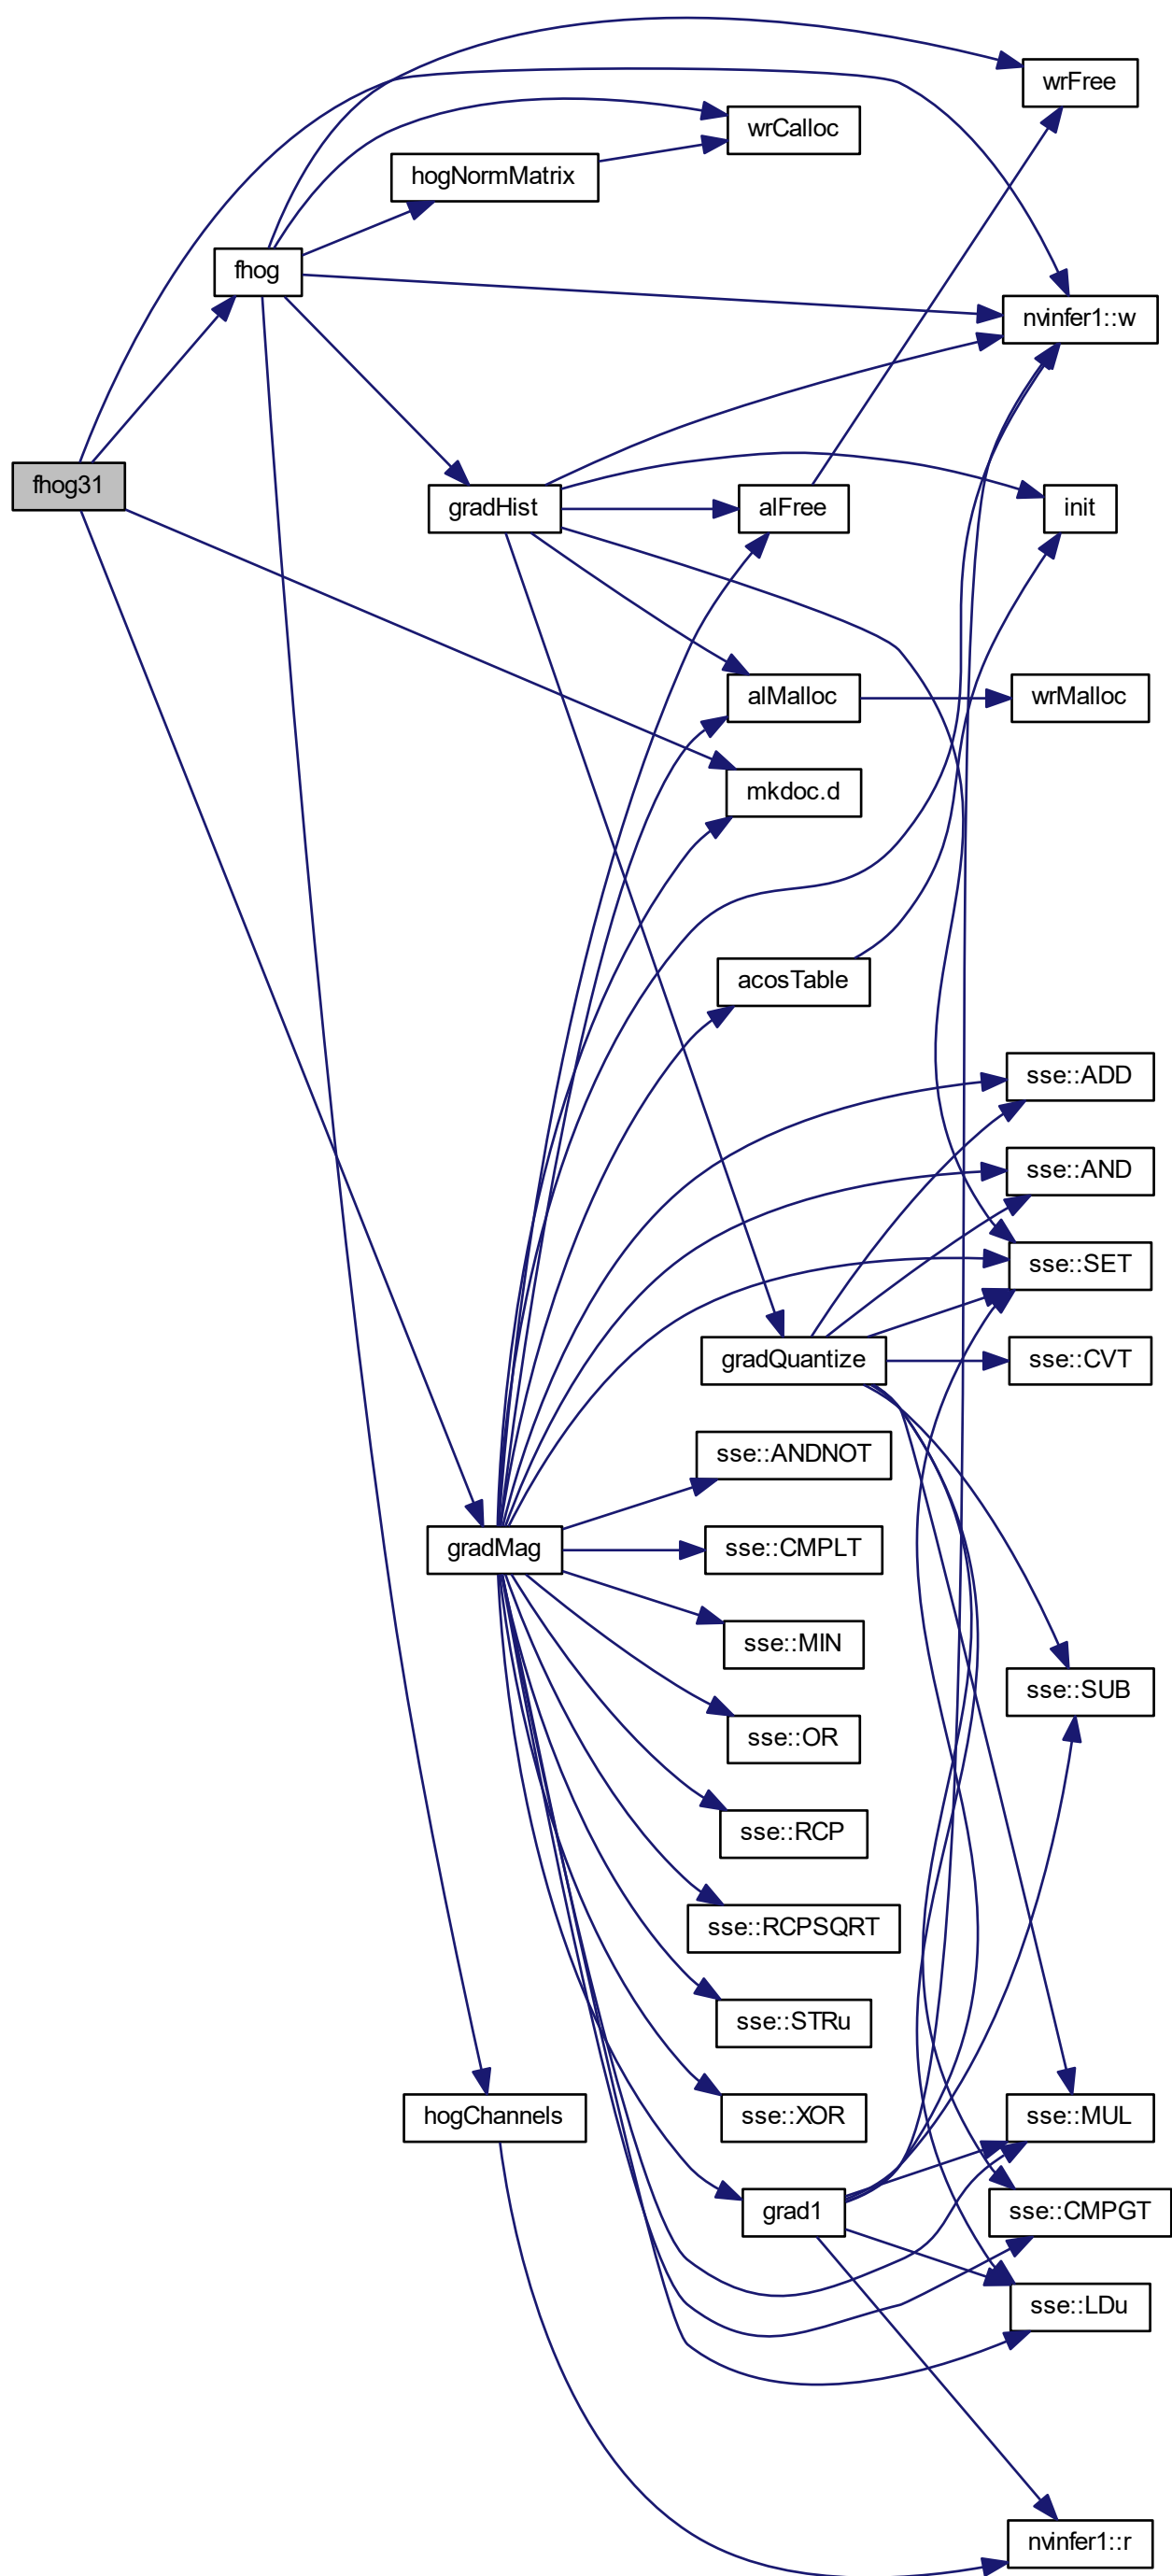 wrFree
wrCalloc
hogNormMatrix
fhog
nvinfer1::w
fhog31
gradHist
alFree
init
alMalloc
wrMalloc
mkdoc.d
acosTable
sse::ADD
sse::AND
sse::SET
gradQuantize
sse::CVT
sse::ANDNOT
gradMag
sse::CMPLT
sse::MIN
sse::SUB
sse::OR
sse::RCP
sse::RCPSQRT
sse::STRu
hogChannels
sse::XOR
sse::MUL
grad1
sse::CMPGT
sse::LDu
nvinfer1::r